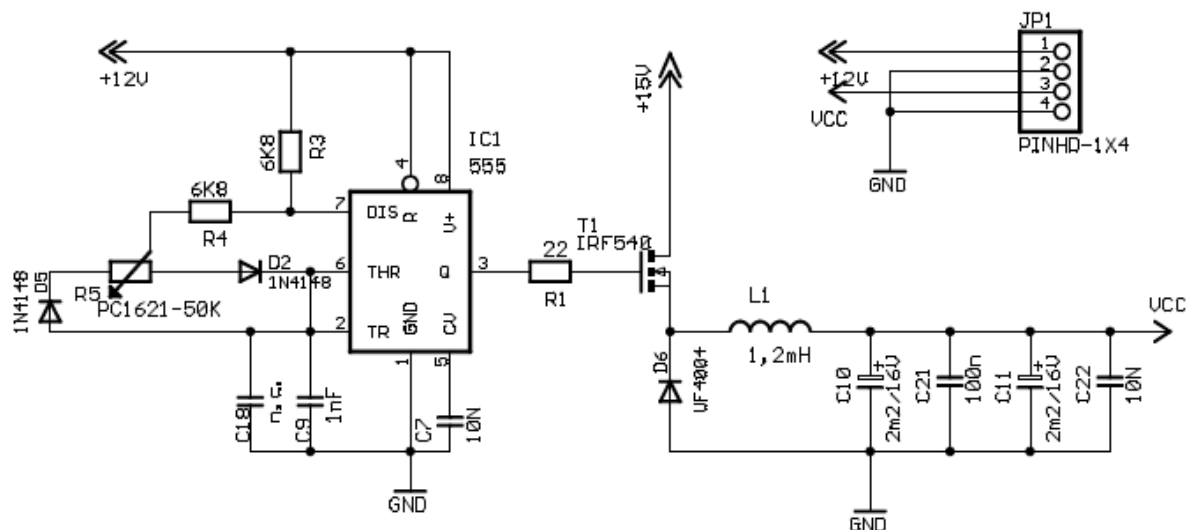 +12V
6K8
R3
IC1
555
4
8
6K8
R4
7
DIS
R
V+
1N4148
D5
R5
PC1621-50K
D2
1N4148
6
THR
Q
3
2
TR
GND
CV
1
5
C18
C9
1nF
C7
10N
GND
22
R1
T1
IRF540
+15V
L1
1,2mH
D6
UF4004
C10
+
2m2/16V
C21
100n
C11
+
2m2/16V
C22
10N
VCC
GND
JP1
1
2
3
4
+12V
VCC
PINHD-1X4
GND